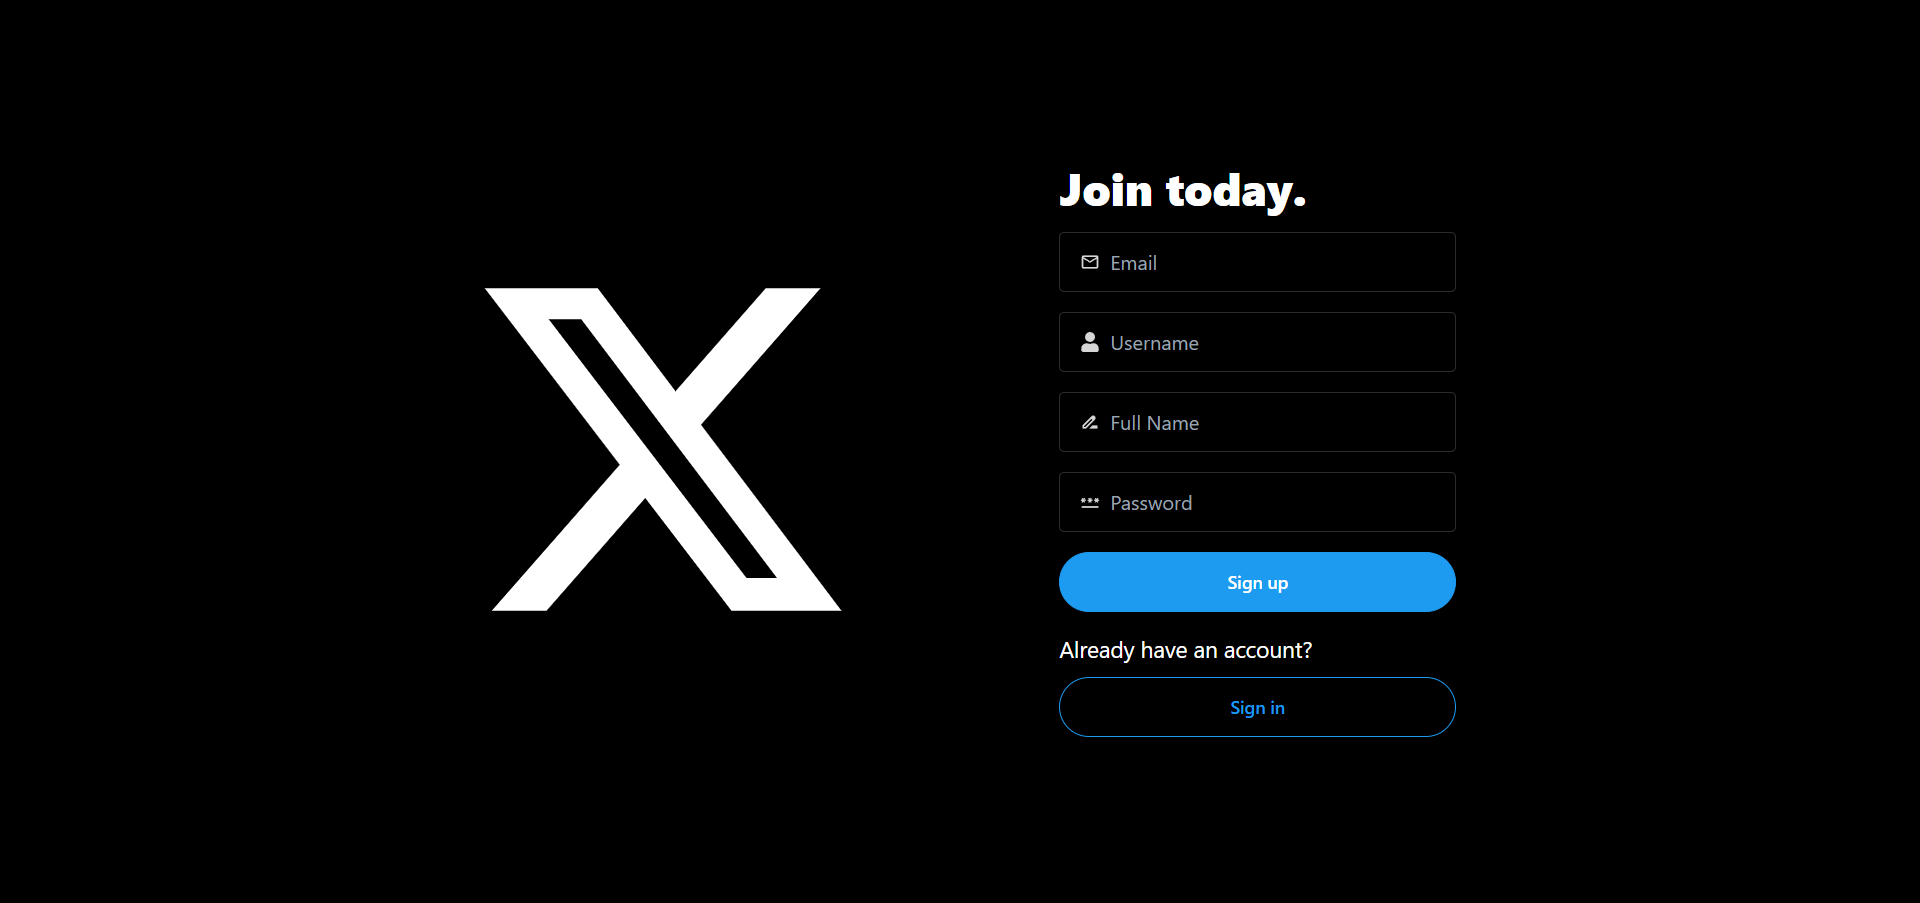 Join today.
Email
Username
Full Name
Password
Sign up
Already have an account?
Sign in